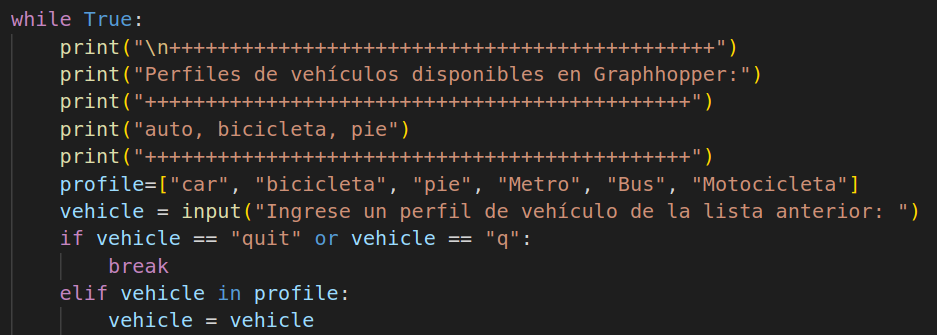 while True:
    print("\n+++++++++++++++++++++++++++++++++++++++++++++")
    print("Perfiles de vehículos disponibles en Graphhopper:")
    print("+++++++++++++++++++++++++++++++++++++++++++++")
    print("auto, bicicleta, pie")
    print("+++++++++++++++++++++++++++++++++++++++++++++")
    profile=["car", "bicicleta", "pie", "Metro", "Bus", "Motocicleta"]
    vehicle = input("Ingrese un perfil de vehículo de la lista anterior: ")
    if vehicle == "quit" or vehicle == "q":
        break
    elif vehicle in profile:
        vehicle = vehicle